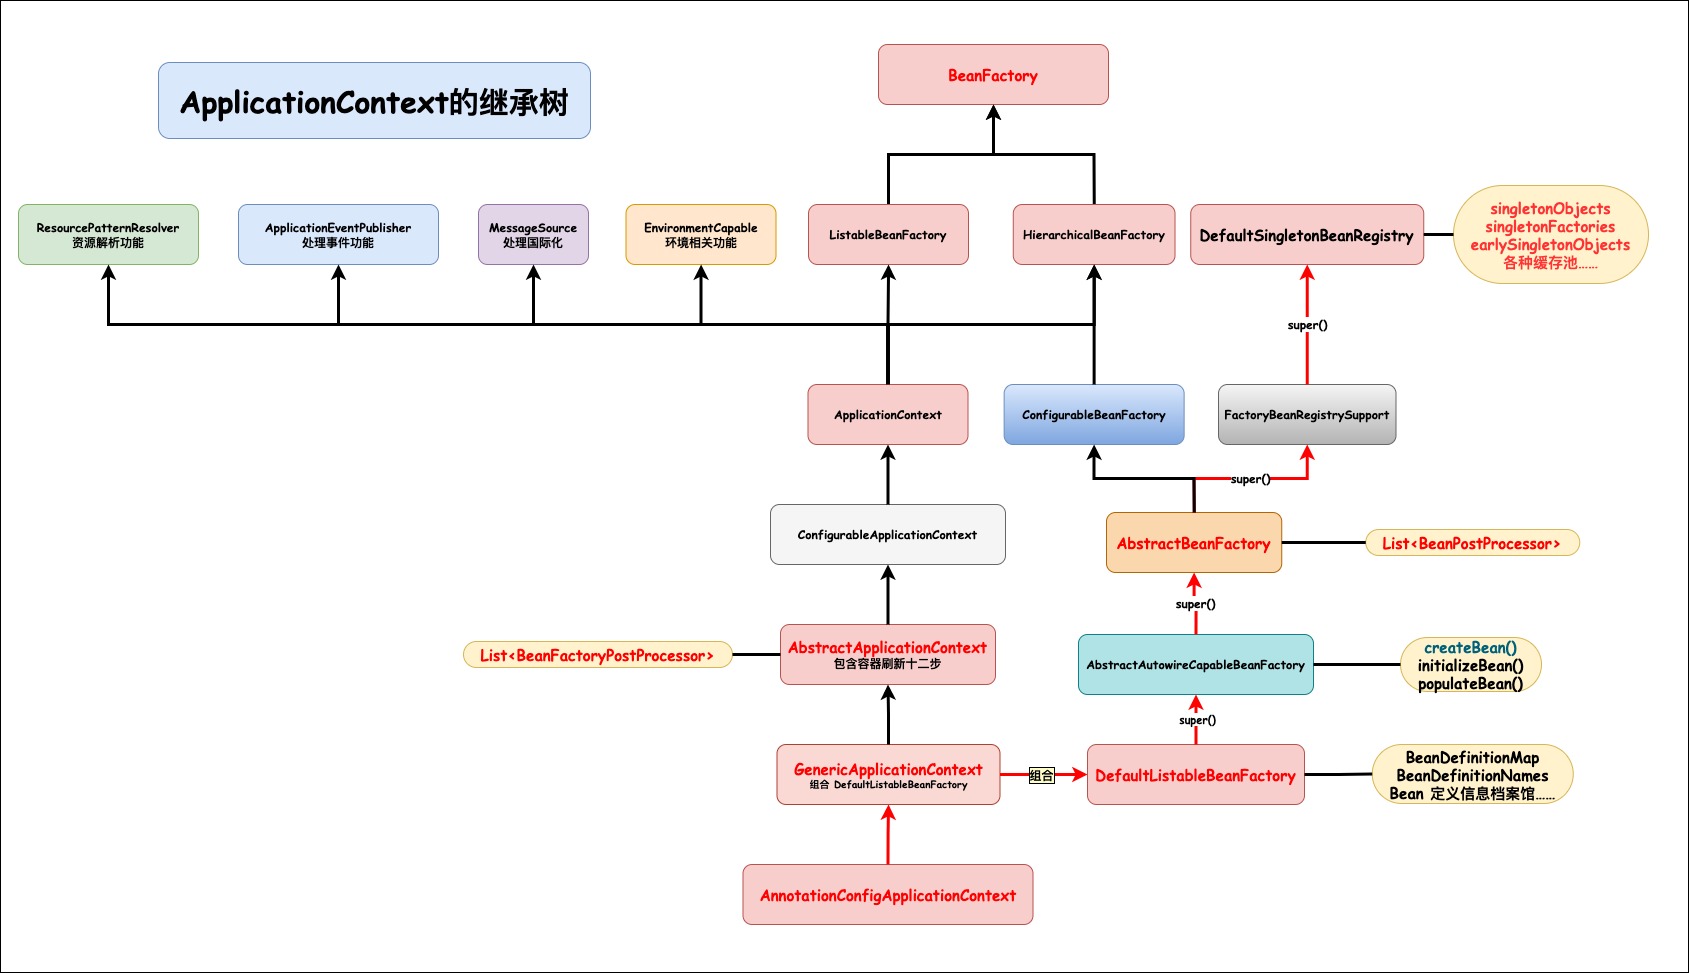 ApplicationContext的继承树
BeanFactory
ResourcePatternResolver
资源解析功能
ApplicationEventPublisher
处理事件功能
MessageSource
处理国际化
EnvironmentCapable
环境相关功能
ListableBeanFactory
HierarchicalBeanFactory
DefaultSingletonBeanRegistry
singletonObjects
singletonFactories
earlySingletonObjects
各种缓存池......
super()
ApplicationContext
ConfigurableBeanFactory
FactoryBeanRegistrySupport
super()
ConfigurableApplicationContext
AbstractBeanFactory
List<BeanPostProcessor>
super()
List<BeanFactoryPostProcessor>
AbstractApplicationContext
包含容器刷新十二步
AbstractAutowireCapableBeanFactory
createBean()
initializeBean()
populateBean()
super()
GenericApplicationContext
组合 DefaultListableBeanFactory
组合
DefaultListableBeanFactory
BeanDefinitionMap
BeanDefinitionNames
Bean 定义信息档案馆......
AnnotationConfigApplicationContext